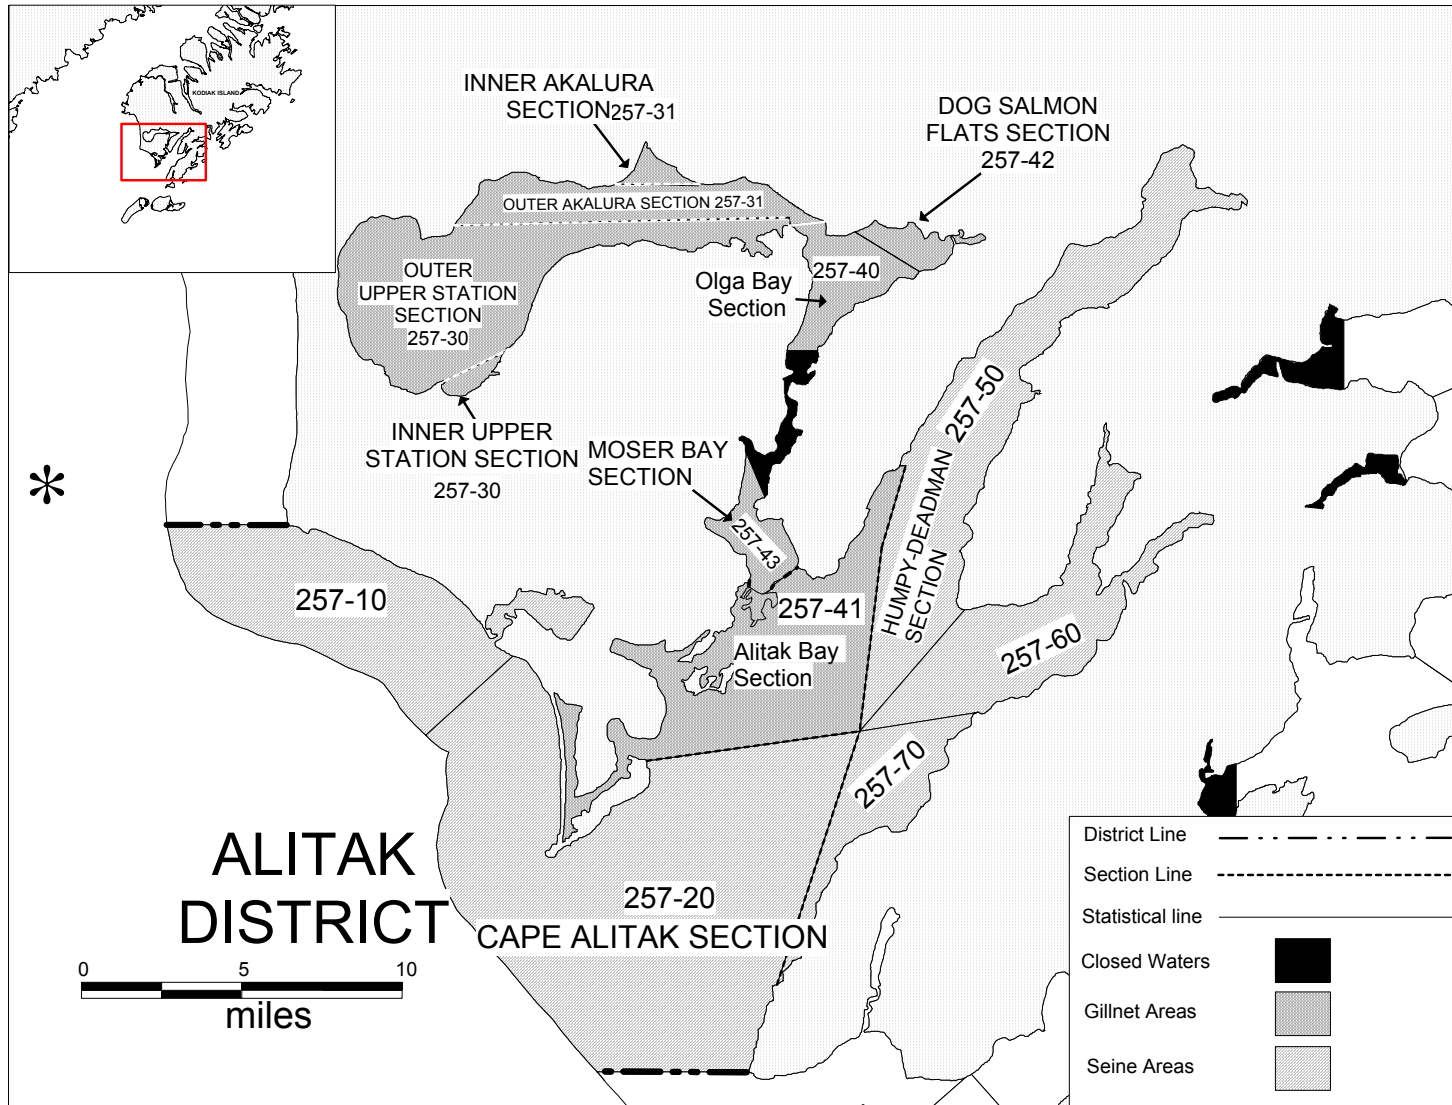 KODIAK ISLAND
INNER AKALURA
SECTION 257-31
DOG SALMON
FLATS SECTION
257-42
OUTER AKALURA SECTION 257-31
OUTER
UPPER STATION
SECTION
257-30
257-40
Olga Bay
Section
INNER UPPER
STATION SECTION
257-30
MOSER BAY
SECTION
257-43
257-50
HUMPY-DEADMAN
SECTION
*
257-10
257-41
Alitak Bay
Section
257-60
257-70
ALITAK
DISTRICT
257-20
CAPE ALITAK SECTION
0 5 10
miles
District Line
Section Line
Statistical line
Closed Waters
Gillnet Areas
Seine Areas